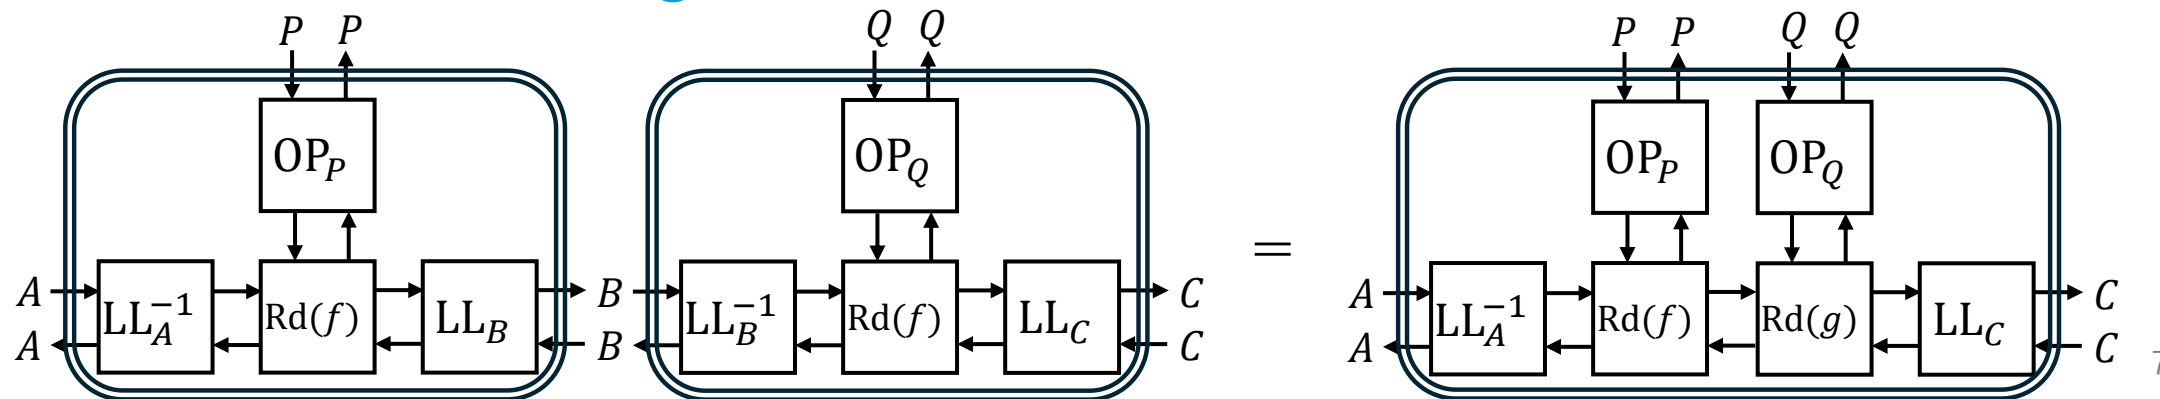 P P Q Q P P Q Q
OP_P OP_Q = OP_P OP_Q
A LL_A^{-1} Rd(f) LL_B B LL_B^{-1} Rd(f) LL_C C A LL_A^{-1} Rd(f) Rd(g) LL_C C
A B C A C